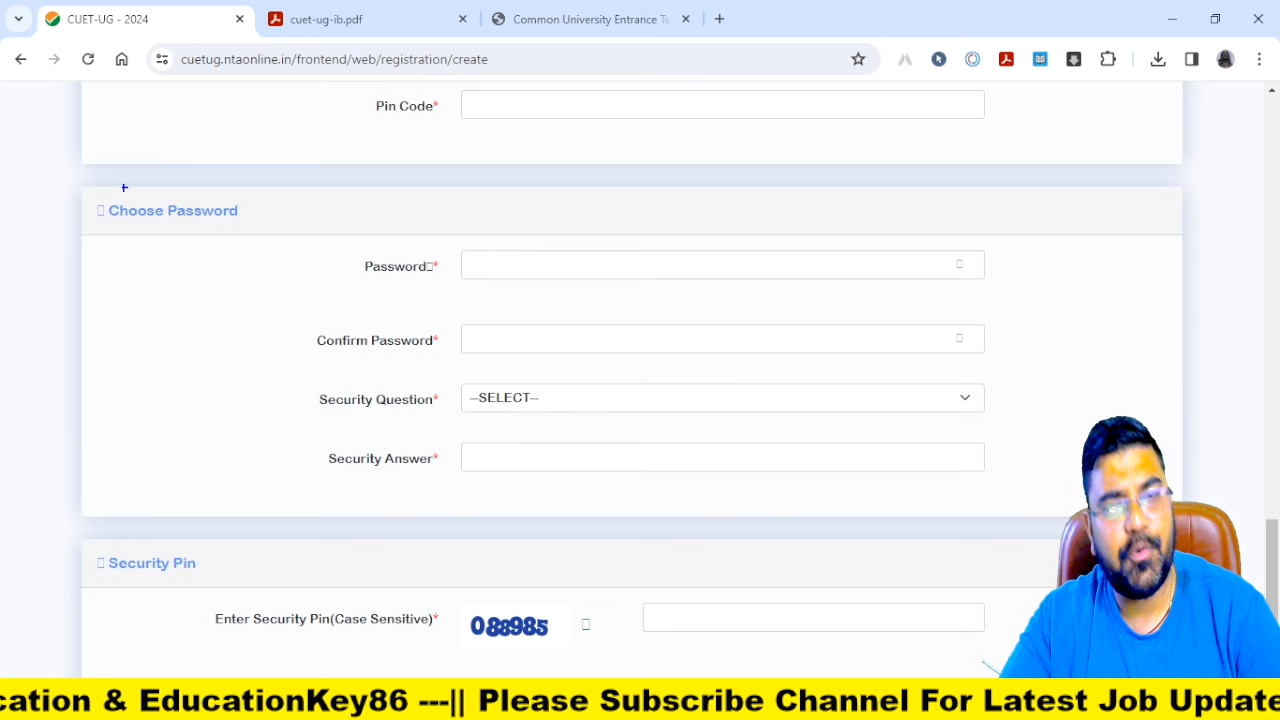 CUET-UG - 2024
cuet-ug-ib.pdf
Common University Entrance Te
cuetug.ntaonline.in/frontend/web/registration/create
Pin Code*
Choose Password
Password*
Confirm Password*
Security Question*
--SELECT--
Security Answer*
Security Pin
Enter Security Pin(Case Sensitive)*
088985
cation & EducationKey86 ---|| Please Subscribe Channel For Latest Job Update